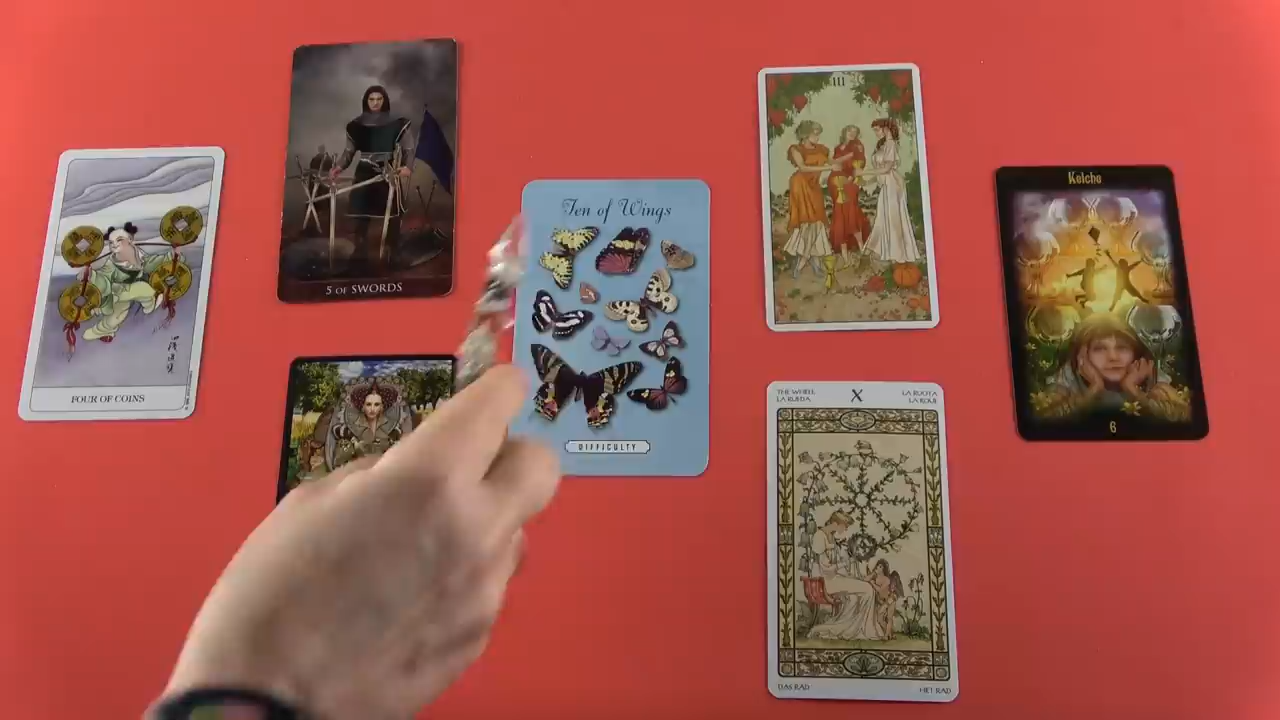 FOUR OF COINS
5 OF SWORDS
Ten of Wings
DIFFICULTY
III
THE WHEEL
LA RUEDA
X
LA RUOTA
LA ROUE
DAS RAD
HET RAD
Kelche
6